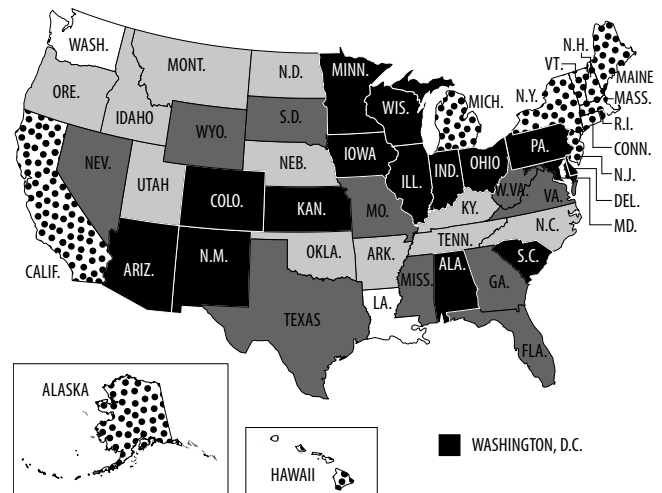 WASH.
MONT.
N.D.
MINN.
N.H.
VT.
MAINE
ORE.
IDAHO
WYO.
S.D.
WIS.
MICH.
N.Y.
MASS.
R.I.
CONN.
NEV.
UTAH
COLO.
NEB.
IOWA
ILL.
IND.
OHIO
PA.
N.J.
DEL.
MD.
KAN.
MO.
KY.
W.VA.
VA.
CALIF.
ARIZ.
N.M.
OKLA.
ARK.
TENN.
N.C.
S.C.
TEXAS
LA.
MISS.
ALA.
GA.
FLA.
ALASKA
HAWAII
WASHINGTON, D.C.